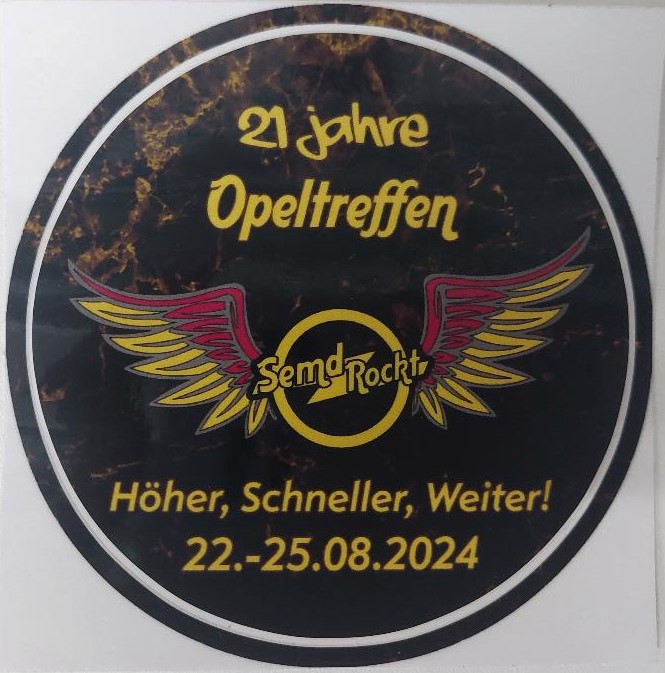 21 jahre
Opeltreffen
Semd Rockt
Höher, Schneller, Weiter!
22.-25.08.2024